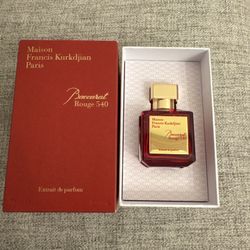 Maison
Francis Kurkdjian
Paris
Baccarat
Rouge 540
Extrait de parfum
Maison
Francis Kurkdjian
Paris
Baccarat
Rouge 540